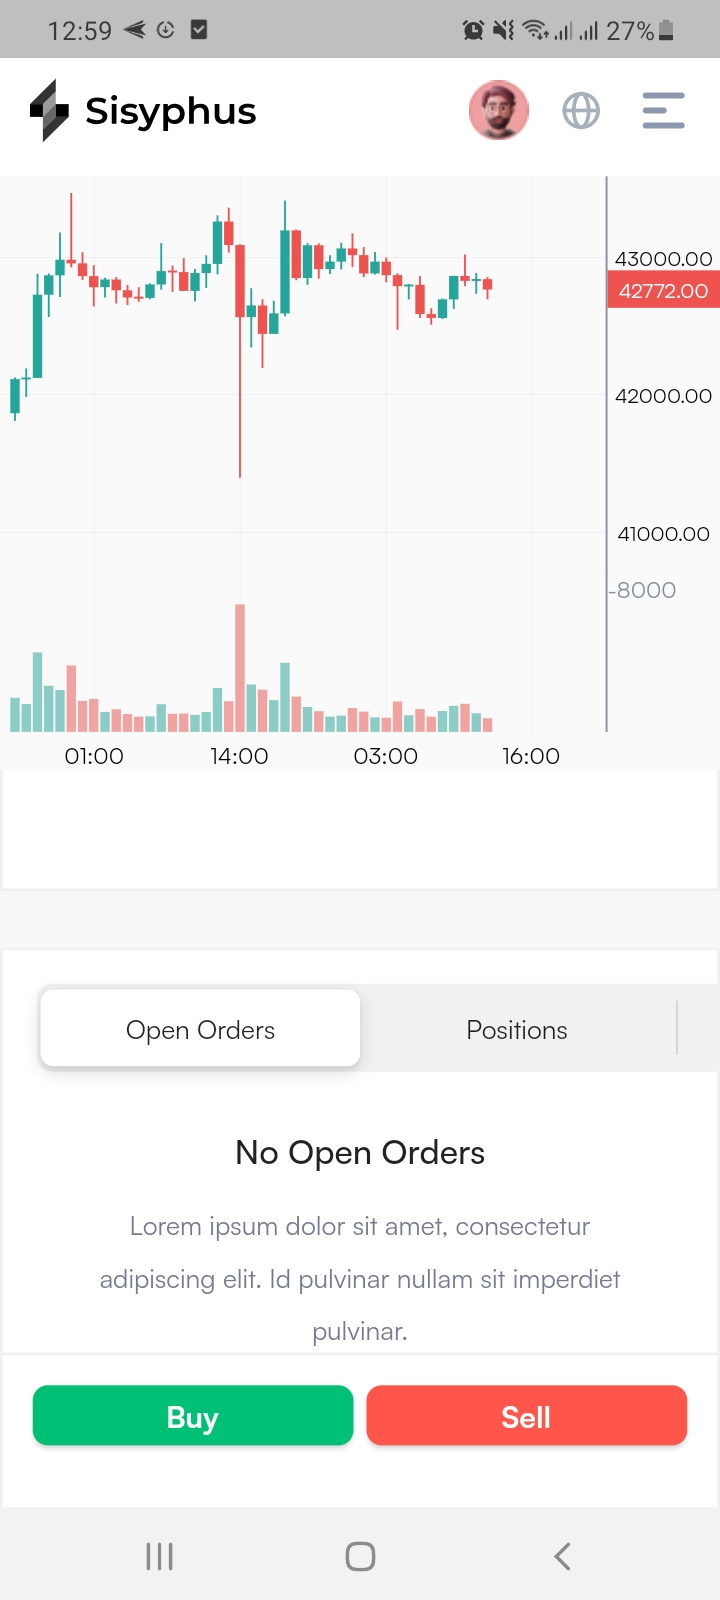 12:59
27%
Sisyphus
43000.00
42772.00
42000.00
41000.00
-8000
01:00 14:00 03:00 16:00
Open Orders Positions
No Open Orders
Lorem ipsum dolor sit amet, consectetur
adipiscing elit. Id pulvinar nullam sit imperdiet
pulvinar.
Buy Sell